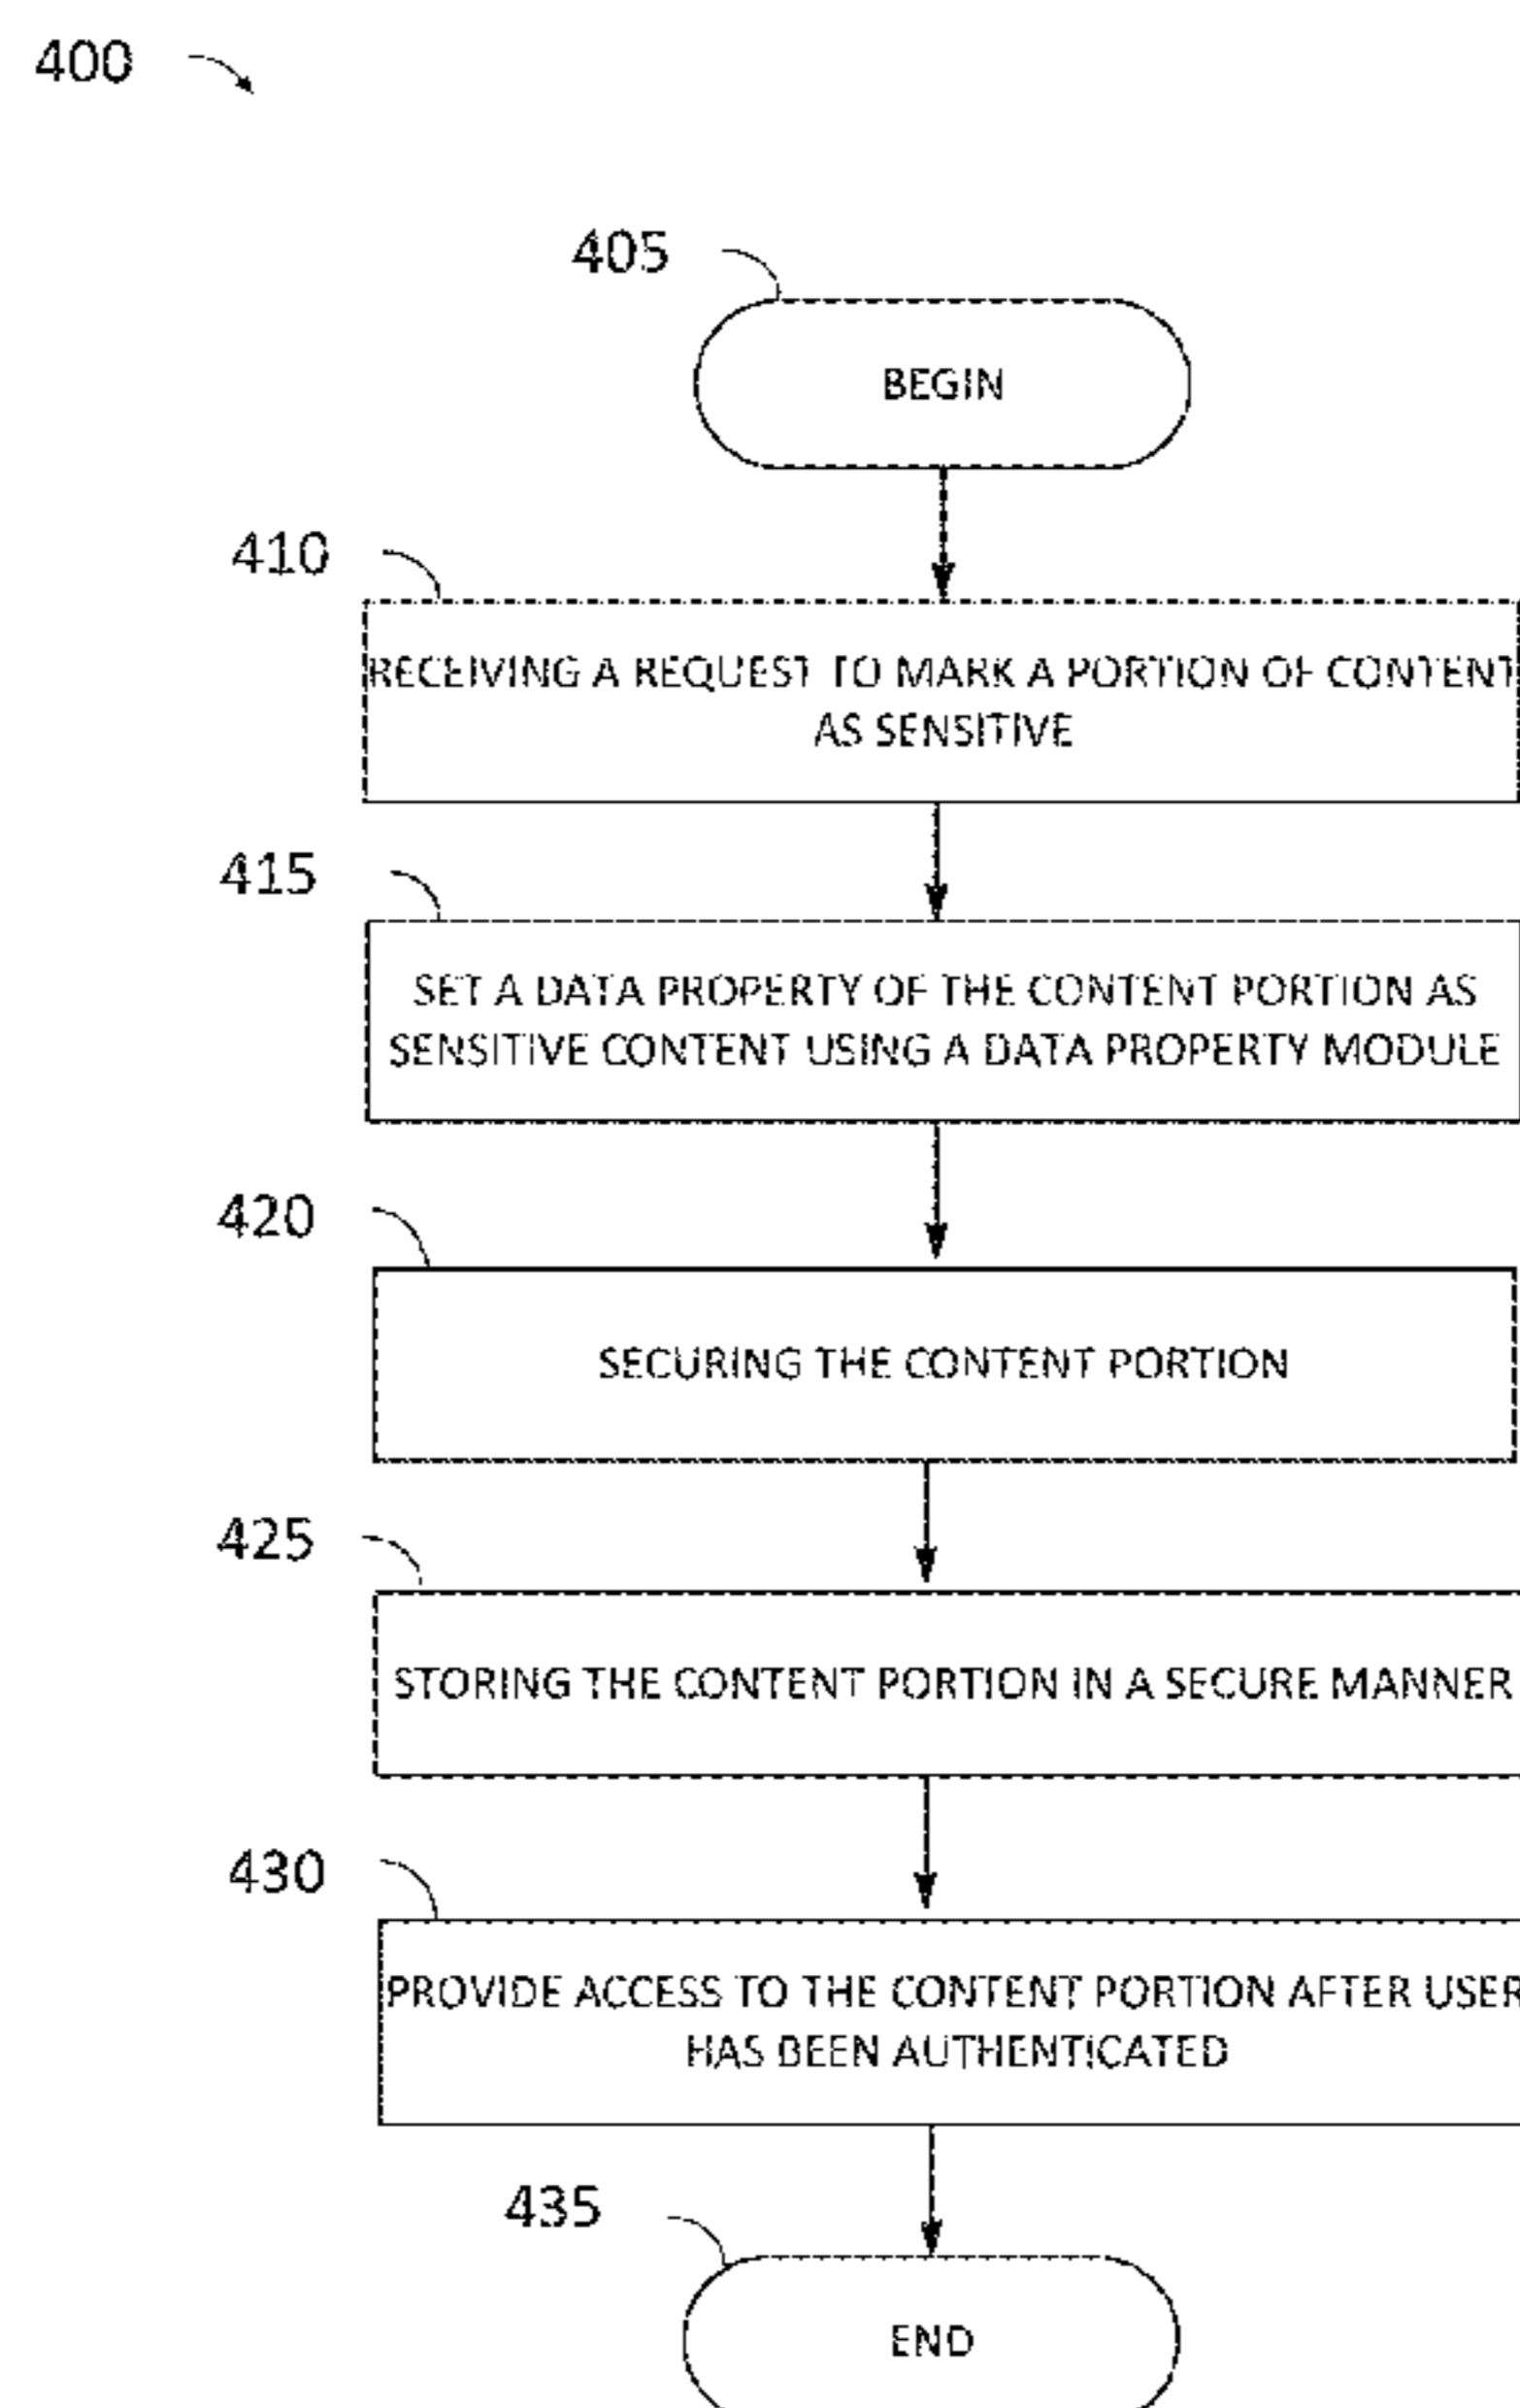 400
405
BEGIN
410
RECEIVING A REQUEST TO MARK A PORTION OF CONTENT
AS SENSITIVE
415
SET A DATA PROPERTY OF THE CONTENT PORTION AS
SENSITIVE CONTENT USING A DATA PROPERTY MODULE
420
SECURING THE CONTENT PORTION
425
STORING THE CONTENT PORTION IN A SECURE MANNER
430
PROVIDE ACCESS TO THE CONTENT PORTION AFTER USER
HAS BEEN AUTHENTICATED
435
END